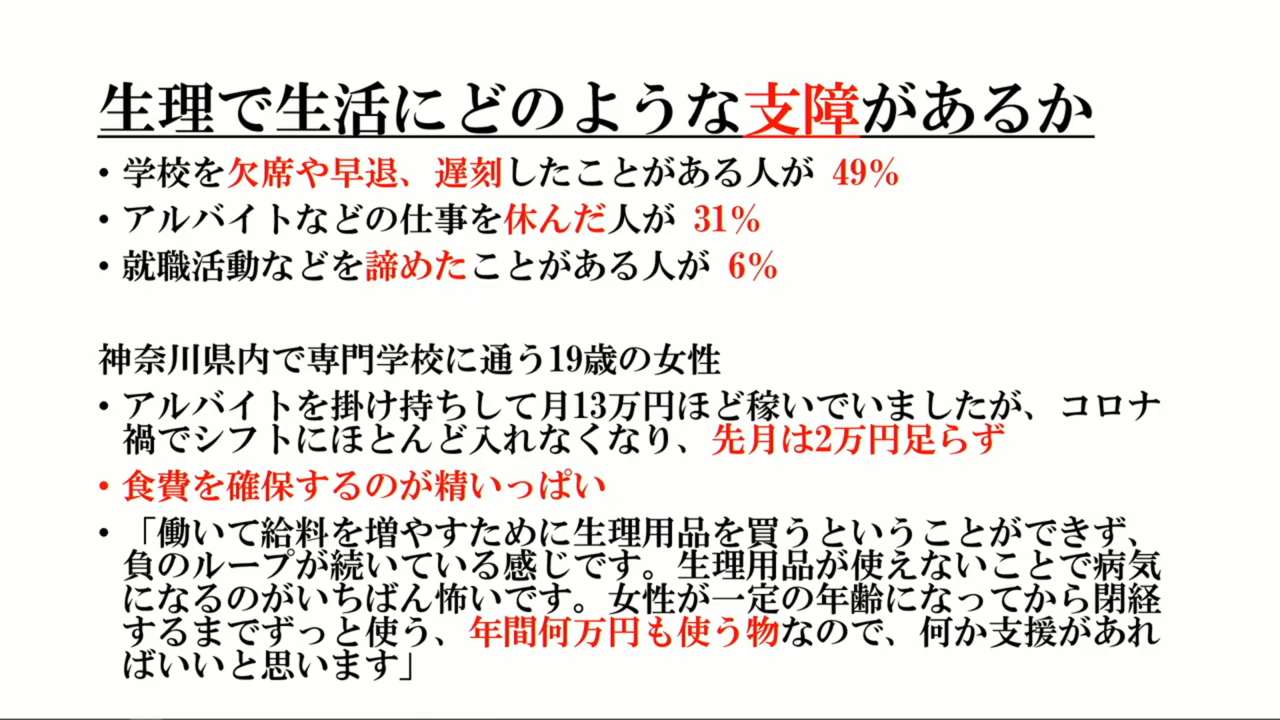 生理で生活にどのような支障があるか
・学校を欠席や早退、遅刻したことがある人が 49%
・アルバイトなどの仕事を休んだ人が 31%
・就職活動などを諦めたことがある人が 6%
神奈川県内で専門学校に通う19歳の女性
・アルバイトを掛け持ちして月13万円ほど稼いでいましたが、コロナ
禍でシフトにほとんど入れなくなり、先月は2万円足らず
・食費を確保するのが精いっぱい
・「働いて給料を増やすために生理用品を買うということができず、
負のループが続いている感じです。生理用品が使えないことで病気
になるのがいちばん怖いです。女性が一定の年齢になってから閉経
するまでずっと使う、年間何万円も使う物なので、何か支援があれ
ばいいと思います」